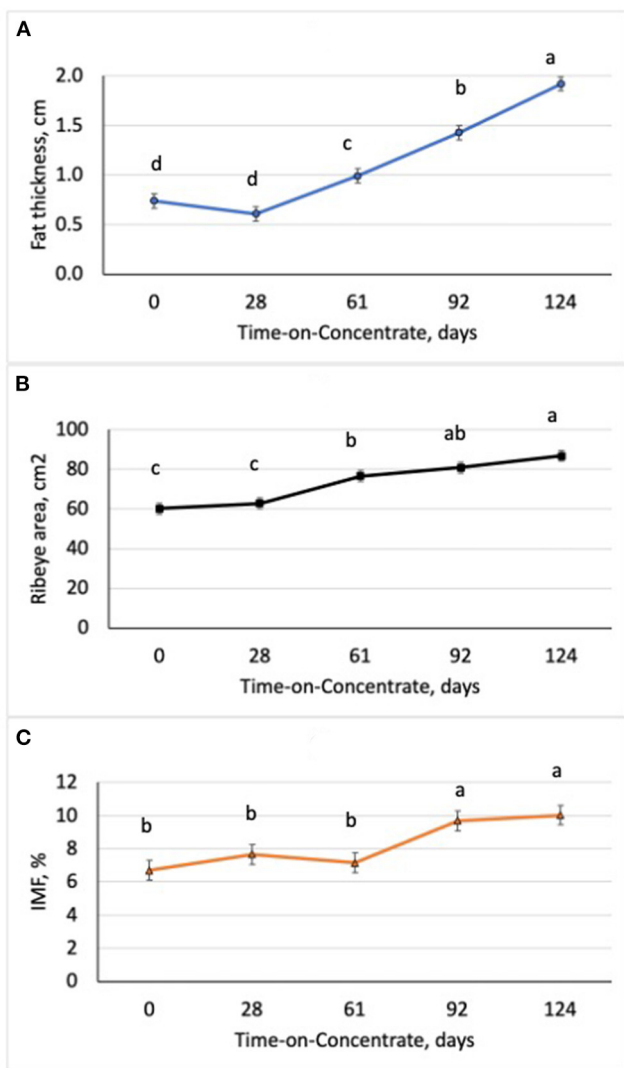 A
a
2.0
b
1.5
c
d
d
1.0
0.5
0.0
Fat thickness, cm
0 28 61 92 124
Time-on-Concentrate, days
B
100
a
ab
b
c
c
80
60
40
20
0
Ribeye area, cm2
0 28 61 92 124
Time-on-Concentrate, days
C
12
a
a
b
b
b
10
8
6
4
2
0
IMF, %
0 28 61 92 124
Time-on-Concentrate, days